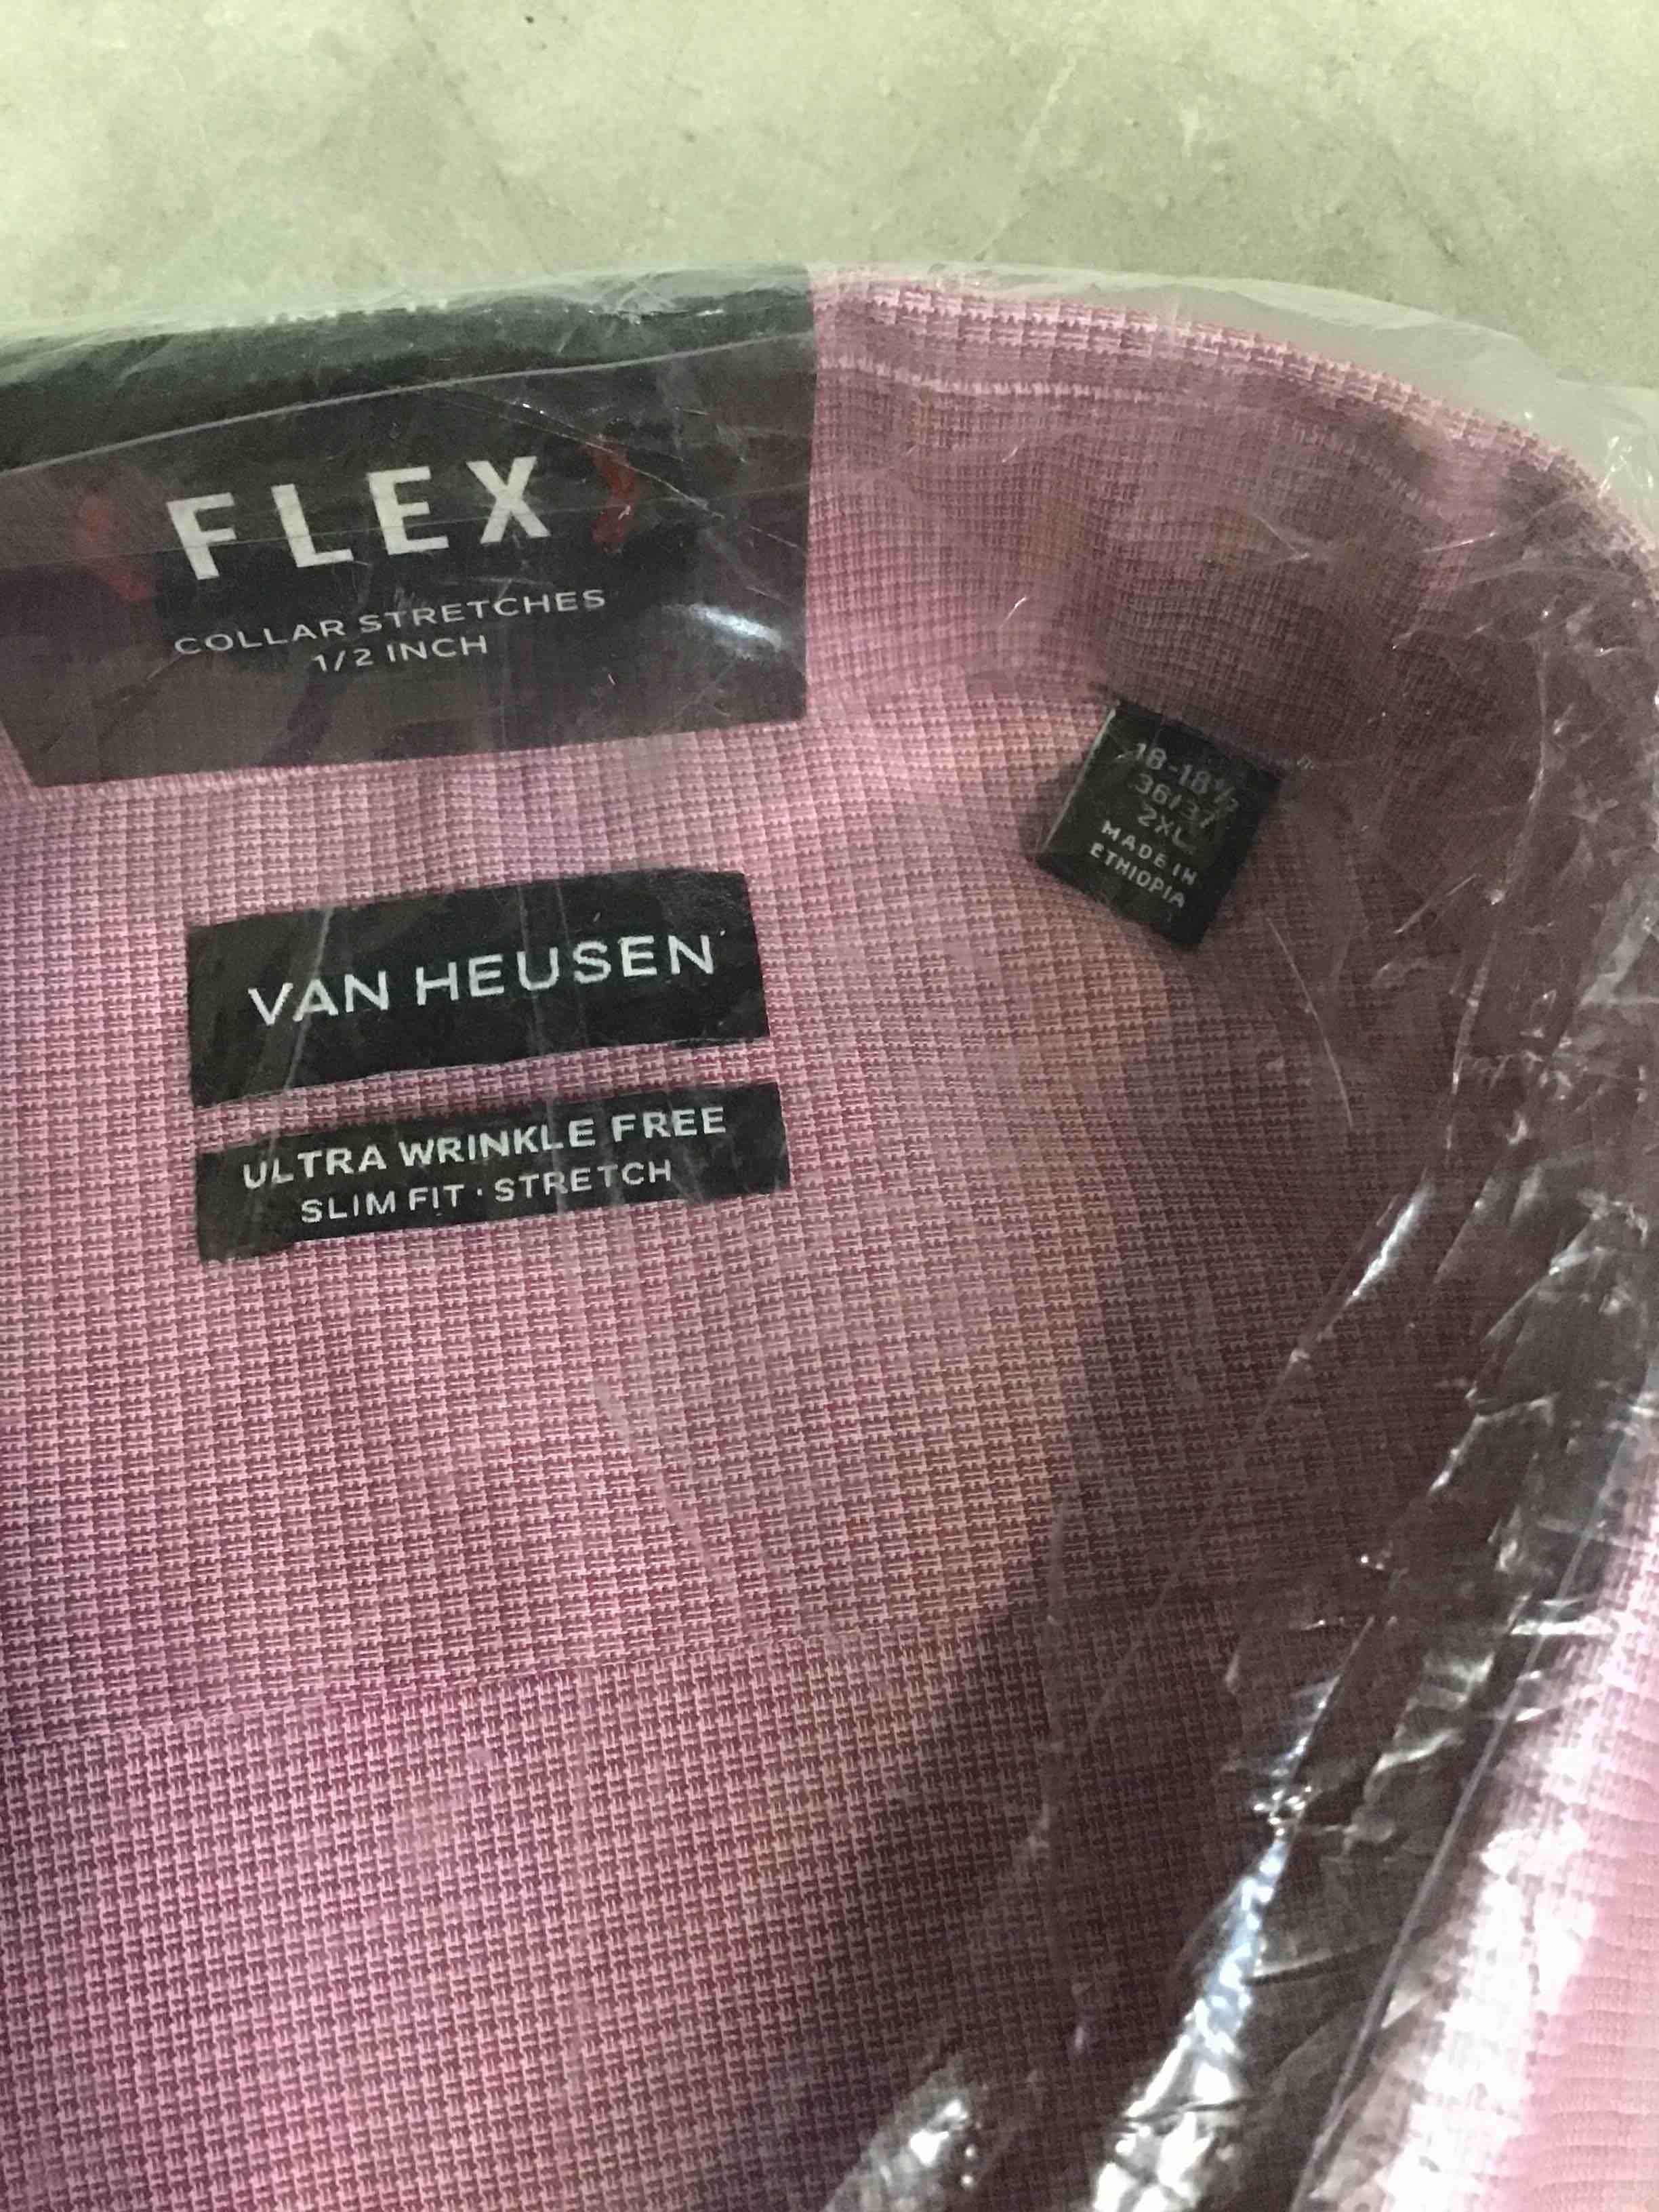 FLEX
COLLAR STRETCHES
1/2 INCH
18-18½
36/37
2XL
MADE IN
ETHIOPIA
VAN HEUSEN
ULTRA WRINKLE FREE
SLIM FIT · STRETCH